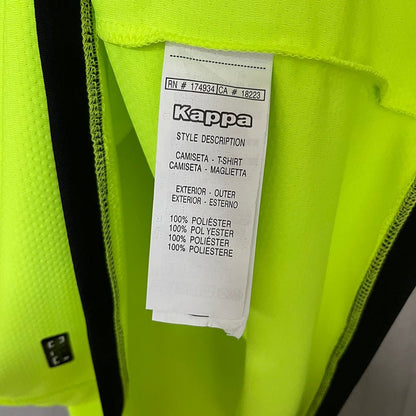 RN # 174934 CA # 18223
Kappa
STYLE DESCRIPTION
CAMISETA - T-SHIRT
CAMISETA - MAGLIETTA
EXTERIOR - OUTER
EXTERIOR - ESTERNO
100% POLIÉSTER
100% POLYESTER
100% POLIÉSTER
100% POLIESTERE